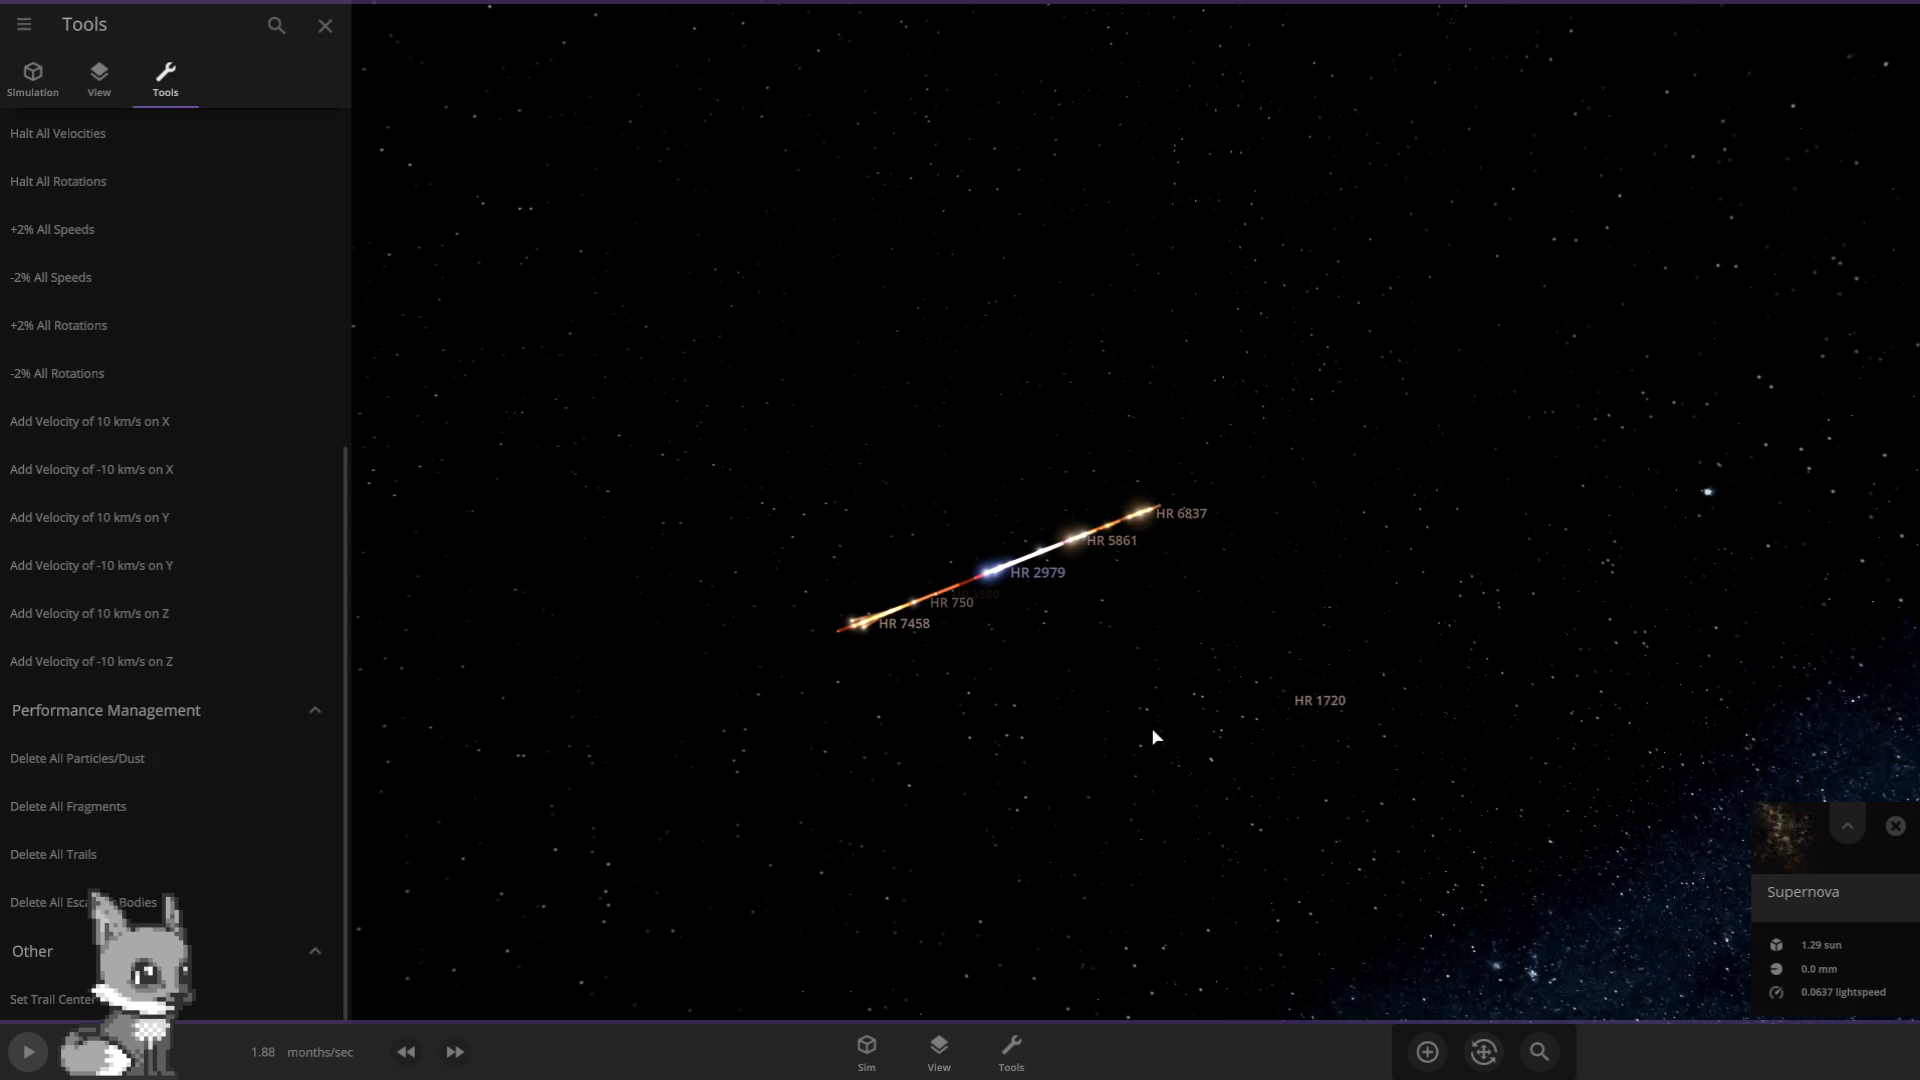 Tools
Simulation
View
Tools
Halt All Velocities
Halt All Rotations
+2% All Speeds
-2% All Speeds
+2% All Rotations
-2% All Rotations
Add Velocity of 10 km/s on X
Add Velocity of -10 km/s on X
Add Velocity of 10 km/s on Y
Add Velocity of -10 km/s on Y
Add Velocity of 10 km/s on Z
Add Velocity of -10 km/s on Z
Performance Management
Delete All Particles/Dust
Delete All Fragments
Delete All Trails
Delete All Bodies
Other
Set Trail Center
HR 6837
HR 5861
HR 2979
HR 3580
HR 750
HR 7458
HR 1720
Supernova
1.29 sun
0.0 mm
0.0637 lightspeed
1.88 months/sec
Sim
View
Tools